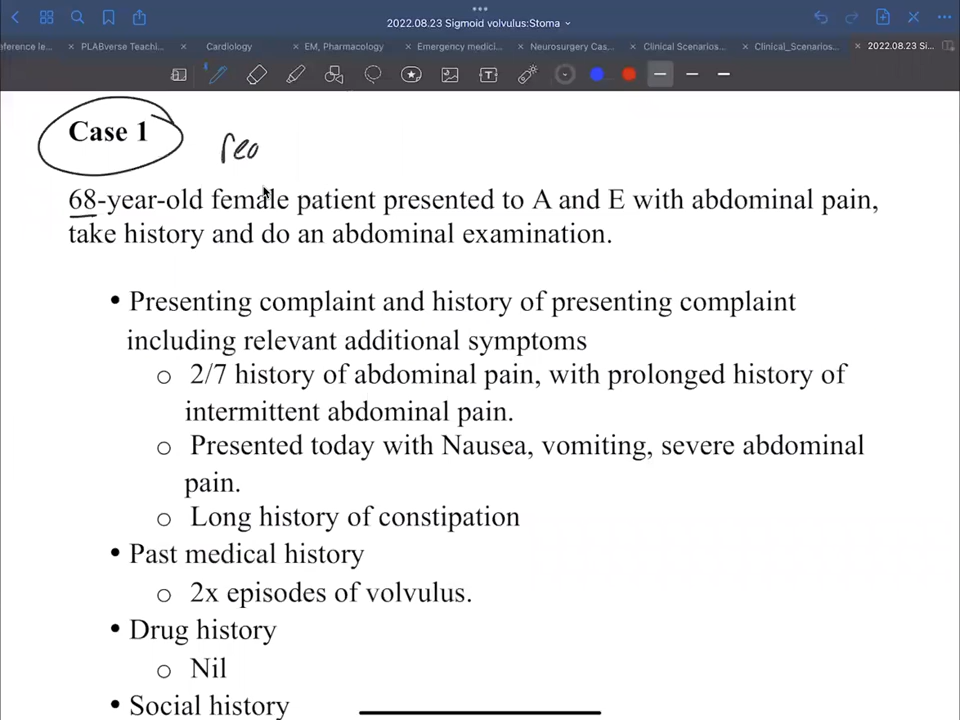 2022.08.23 Sigmoid volvulus:Stoma
eference le...
PLABverse Teachi...
Cardiology
EM, Pharmacology
Emergency medici...
Neurosurgery Cas...
Clinical Scenarios...
Clinical_Scenarios...
2022.08.23 Si...
Case 1
68-year-old female patient presented to A and E with abdominal pain,
take history and do an abdominal examination.
• Presenting complaint and history of presenting complaint
including relevant additional symptoms
o 2/7 history of abdominal pain, with prolonged history of
intermittent abdominal pain.
o Presented today with Nausea, vomiting, severe abdominal
pain.
o Long history of constipation
• Past medical history
o 2x episodes of volvulus.
• Drug history
o Nil
• Social history